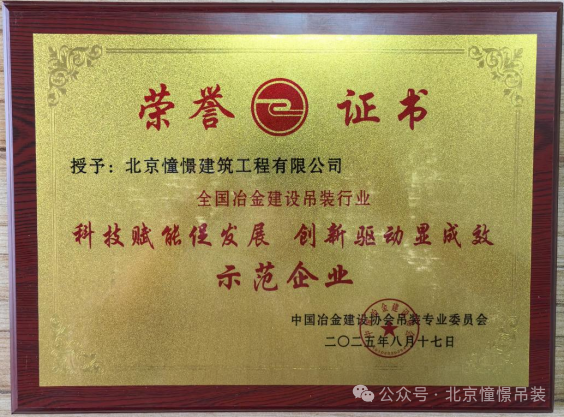 荣誉证书
授予：北京憧憬建筑工程有限公司
全国冶金建设吊装行业
科技赋能促发展 创新驱动显成效
示范企业
中国冶金建设协会吊装专业委员会
二〇二五年八月十七日
公众号·北京憧憬吊装